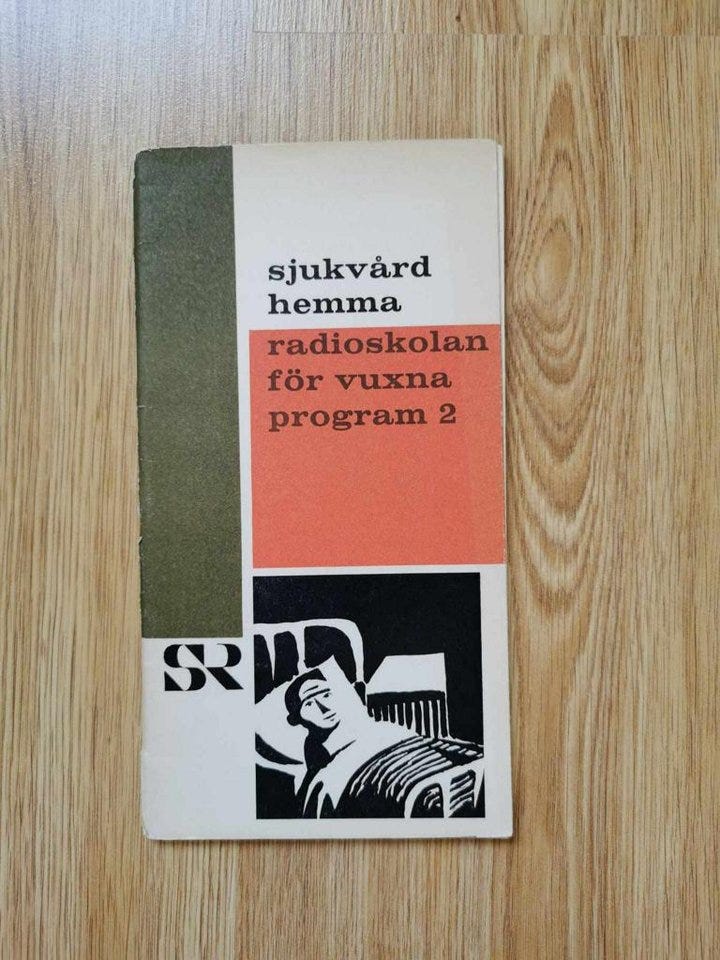 sjukvård
hemma
radioskolan
för vuxna
program 2
SR